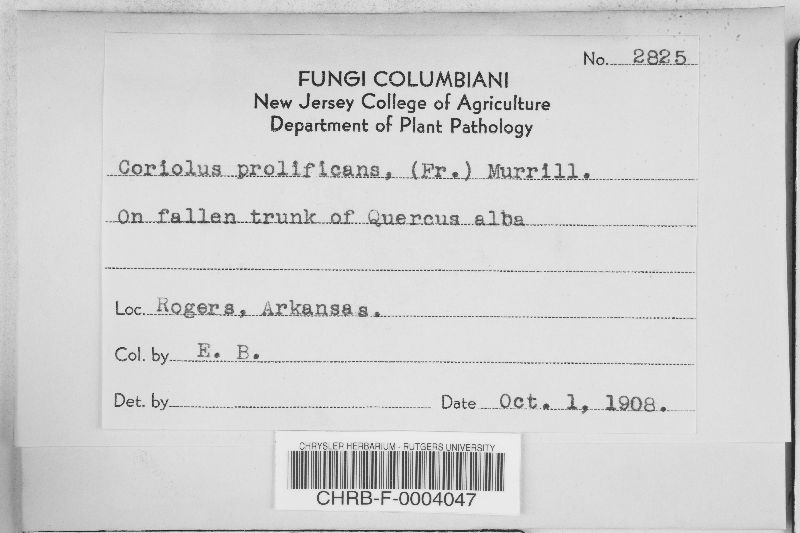 No. 2825
FUNGI COLUMBIANI
New Jersey College of Agriculture
Department of Plant Pathology
Coriolus prolificans, (Fr.) Murrill.
On fallen trunk of Quercus alba
Loc. Rogers, Arkansas.
Col. by E. B.
Det. by Date Oct. 1, 1908.
CHRYSLER HERBARIUM - RUTGERS UNIVERSITY
CHRB-F-0004047